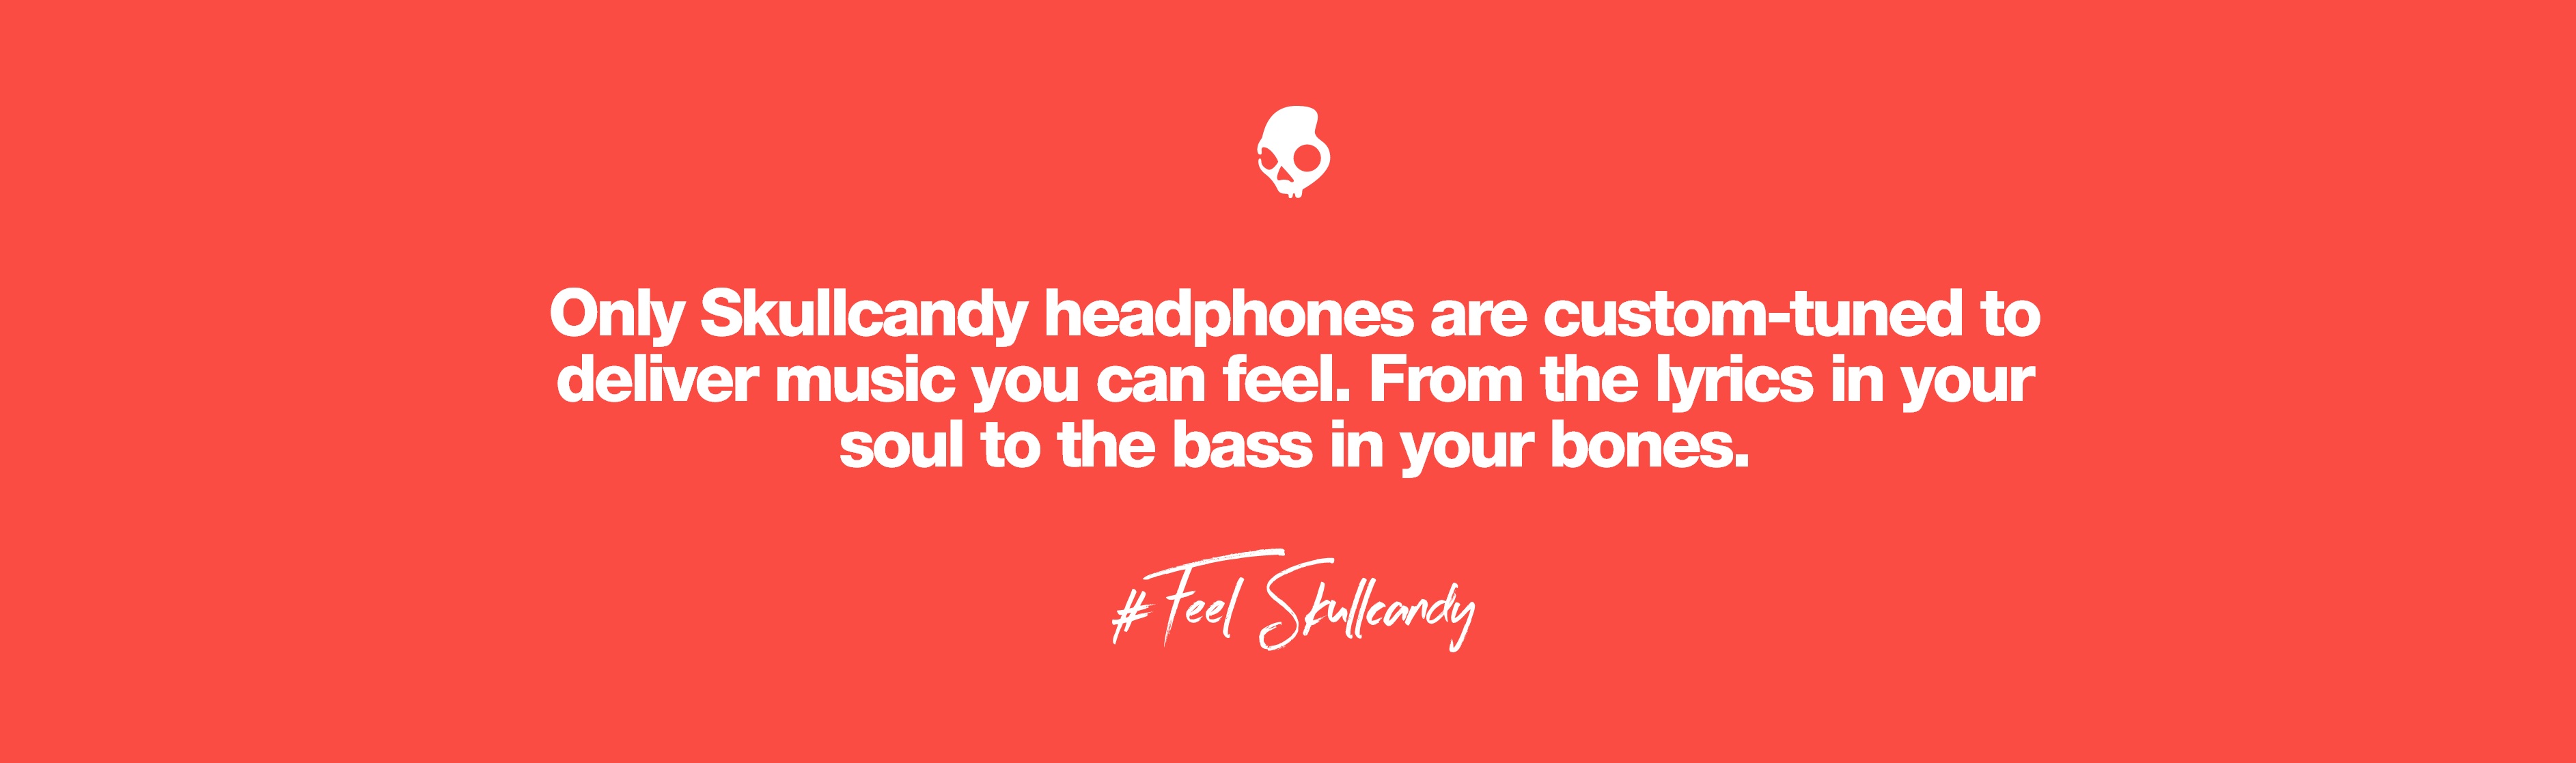 Only Skullcandy headphones are custom-tuned to
deliver music you can feel. From the lyrics in your
soul to the bass in your bones.
#Feel Skullcandy